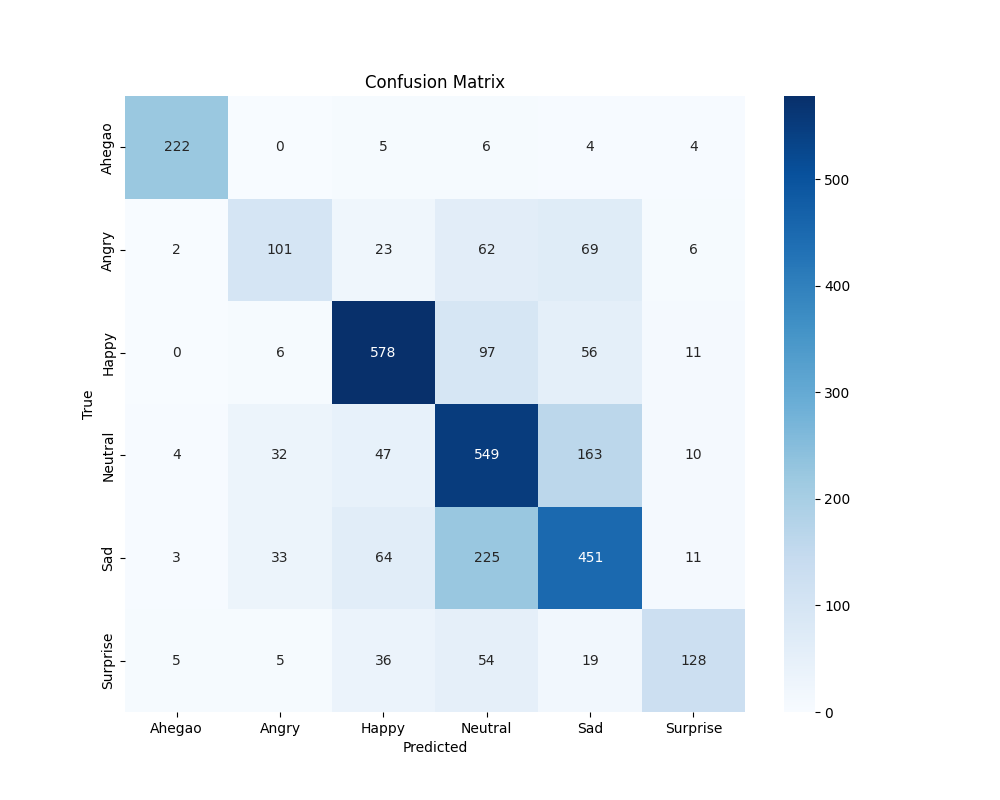 Confusion Matrix
True
Ahegao 222 0 5 6 4 4
Angry 2 101 23 62 69 6
Happy 0 6 578 97 56 11
Neutral 4 32 47 549 163 10
Sad 3 33 64 225 451 11
Surprise 5 5 36 54 19 128
Ahegao Angry Happy Neutral Sad Surprise
Predicted
500
400
300
200
100
0